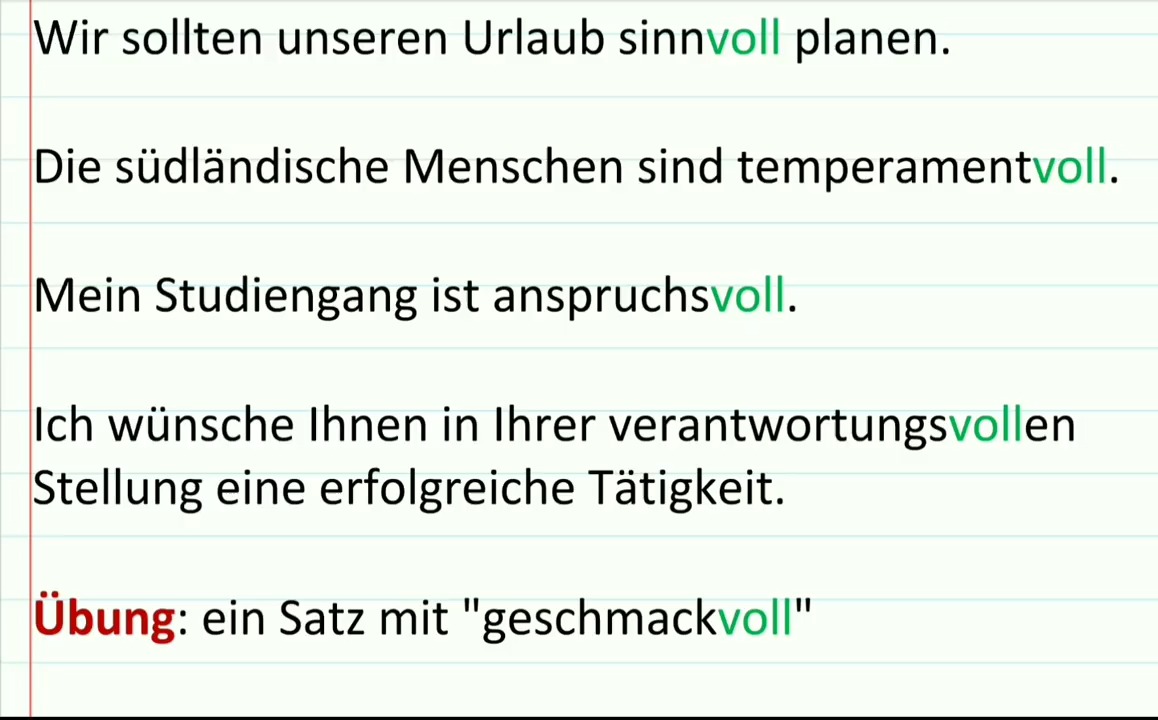 Wir sollten unseren Urlaub sinnvoll planen.
Die südländische Menschen sind temperamentvoll.
Mein Studiengang ist anspruchsvoll.
Ich wünsche Ihnen in Ihrer verantwortungsvollen
Stellung eine erfolgreiche Tätigkeit.
Übung: ein Satz mit "geschmackvoll"